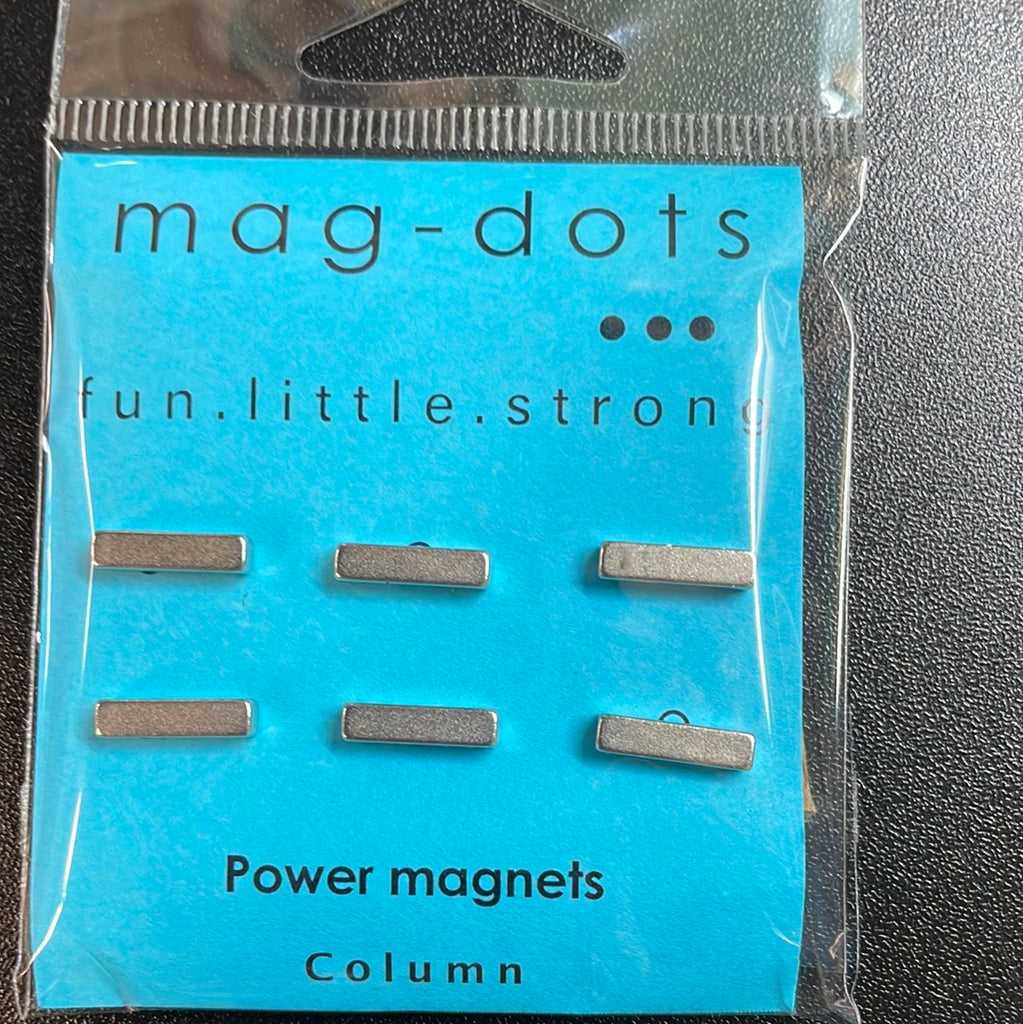 mag-dots
fun.little.strong
Power magnets
Column